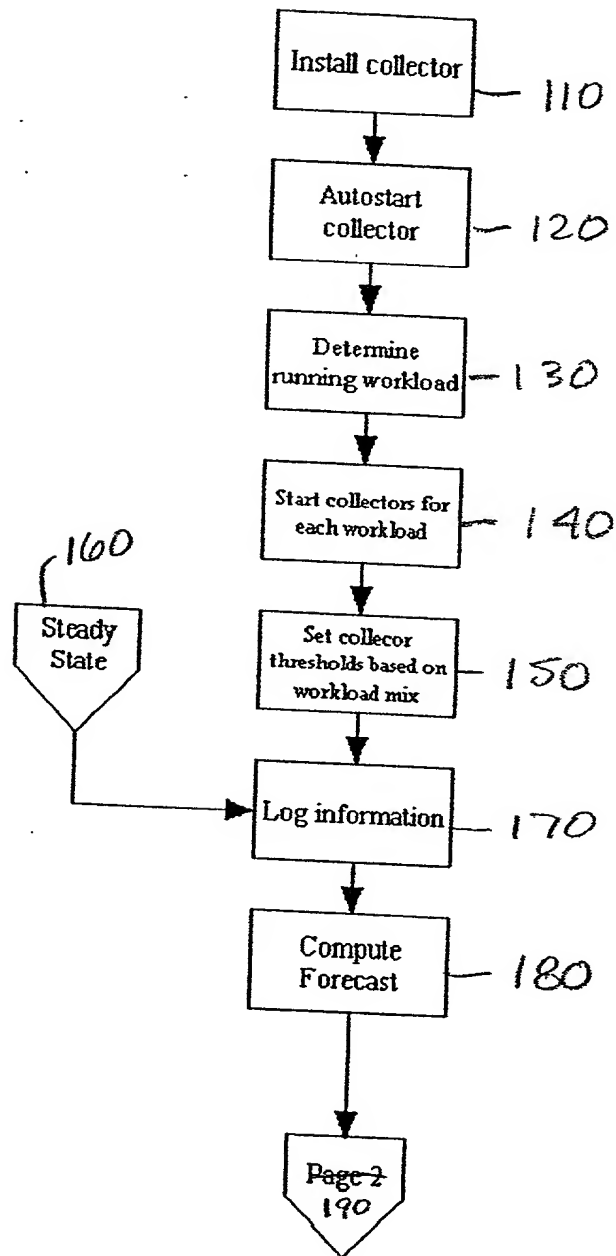 Install collector
110
Autostart
collector
120
Determine
running workload
130
Start collectors for
each workload
140
160
Steady
State
Set collecor
thresholds based on
workload mix
150
Log information
170
Compute
Forecast
180
Page 2
190